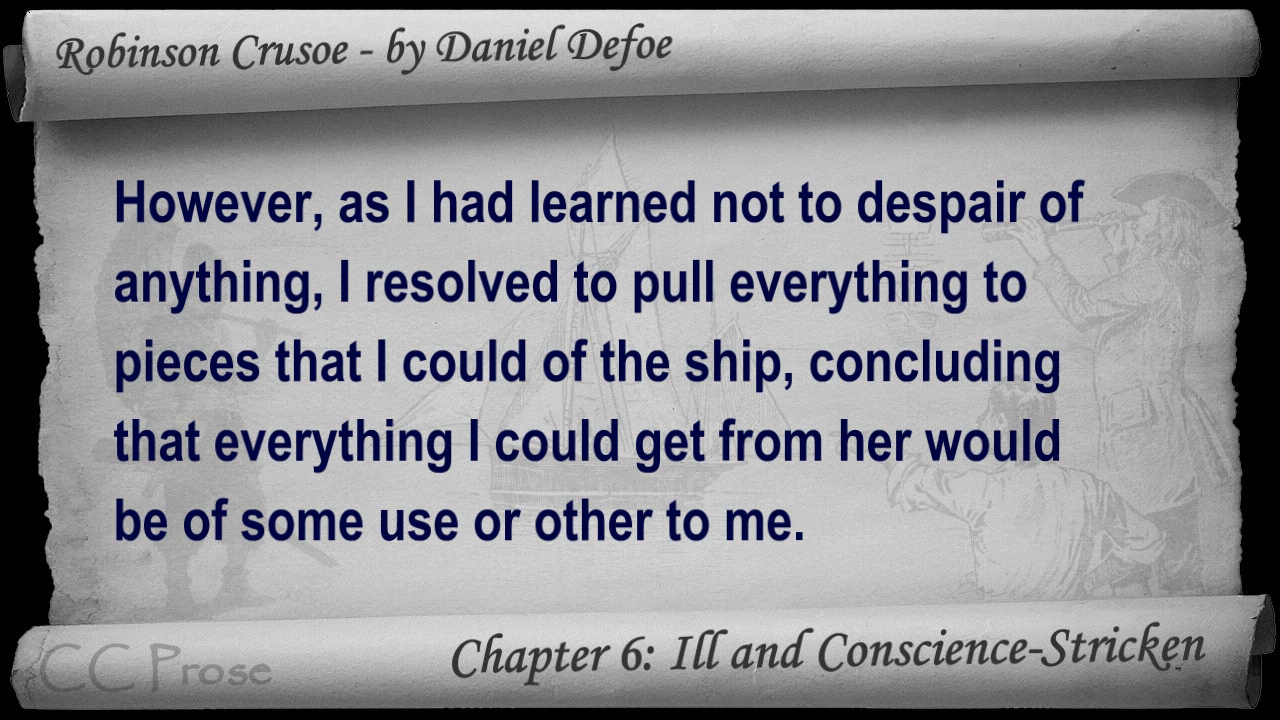 Robinson Crusoe - by Daniel Defoe
However, as I had learned not to despair of
anything, I resolved to pull everything to
pieces that I could of the ship, concluding
that everything I could get from her would
be of some use or other to me.
Chapter 6: Ill and Conscience-Stricken
CC Prose